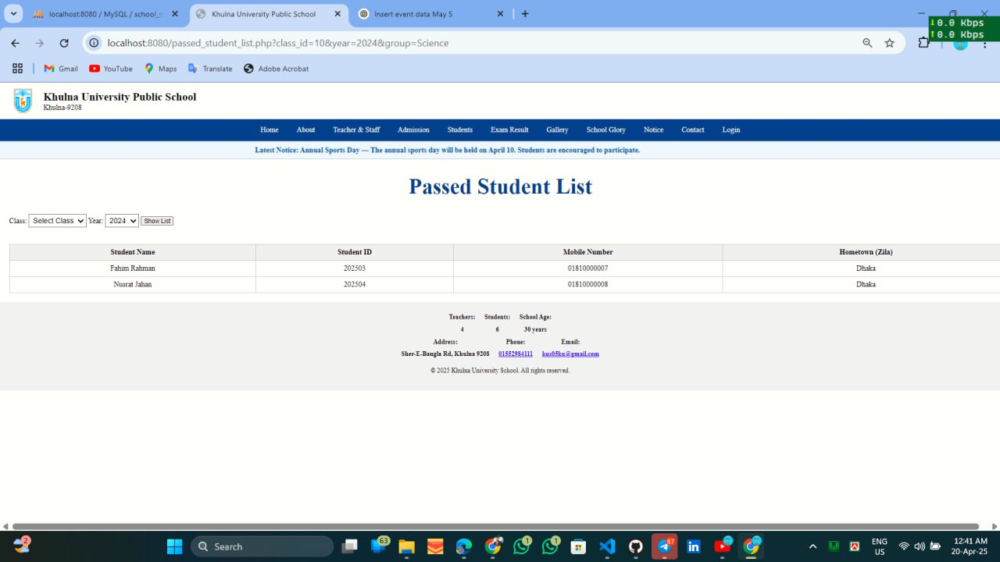 localhost:8080 / MySQL / school_m
Khulna University Public School
Insert event data May 5
0.0 Kbps
0.0 Kbps
localhost:8080/passed_student_list.php?class_id=10&year=2024&group=Science
Gmail YouTube Maps Translate Adobe Acrobat
Khulna University Public School
Khulna-9208
Home About Teacher & Staff Admission Students Exam Result Gallery School Glory Notice Contact Login
Latest Notice: Annual Sports Day — The annual sports day will be held on April 10. Students are encouraged to participate.
Passed Student List
Class: Select Class Year: 2024 Show List
Student Name Student ID Mobile Number Hometown (Zila)
Fahim Rahman 202503 01810000007 Dhaka
Nusrat Jahan 202504 01810000008 Dhaka
Teachers: Students: School Age:
4 6 30 years
Address: Phone: Email:
Sher-E-Bangla Rd, Khulna 9208 01552984111 kus05ku@gmail.com
© 2025 Khulna University School. All rights reserved.
2 Search 63 1 1 87 ENG 12:41 AM
US 20-Apr-25